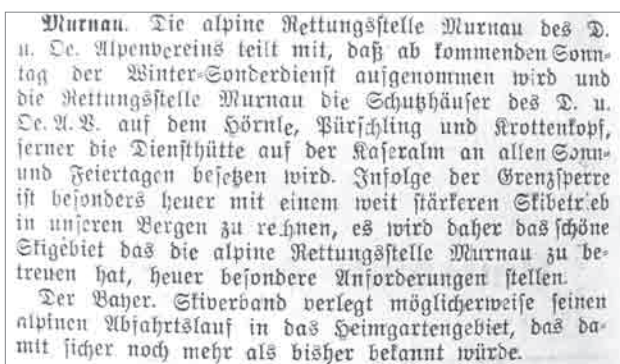 Murnau. Die alpine Rettungsstelle Murnau des D.
u. Oe. Alpenvereins teilt mit, daß ab kommenden Sonn-
tag der Winter-Sonderdienst aufgenommen wird und
die Rettungsstelle Murnau die Schutzhäuser des D. u.
Oe. A. V. auf dem Hörnle, Pürschling und Krottenkopf,
ferner die Diensthütte auf der Kaseralm an allen Sonn-
und Feiertagen besetzen wird. Infolge der Grenzsperre
ist besonders heuer mit einem weit stärkeren Skibetrieb
in unseren Bergen zu rechnen, es wird daher das schöne
Skigebiet das die alpine Rettungsstelle Murnau zu be-
treuen hat, heuer besondere Anforderungen stellen.
Der Bayer. Skiverband verlegt möglicherweise seinen
alpinen Abfahrtslauf in das Heimgartengebiet, das da-
mit sicher noch mehr als bisher bekannt würde.